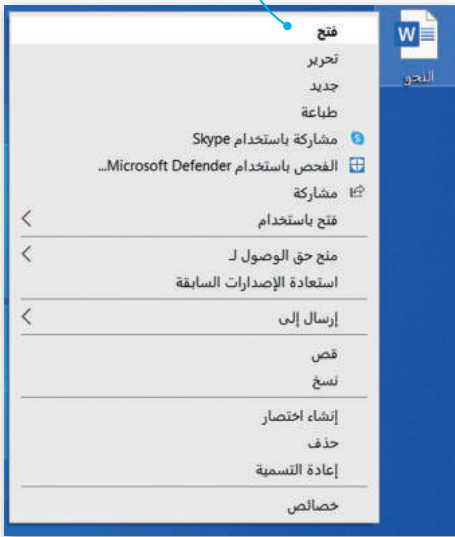 فتح
النحو
تحرير
جديد
طباعة
مشاركة باستخدام Skype
الفحص باستخدام Microsoft Defender...
مشاركة
فتح باستخدام
منح حق الوصول لـ
استعادة الإصدارات السابقة
إرسال إلى
قص
نسخ
إنشاء اختصار
حذف
إعادة التسمية
خصائص